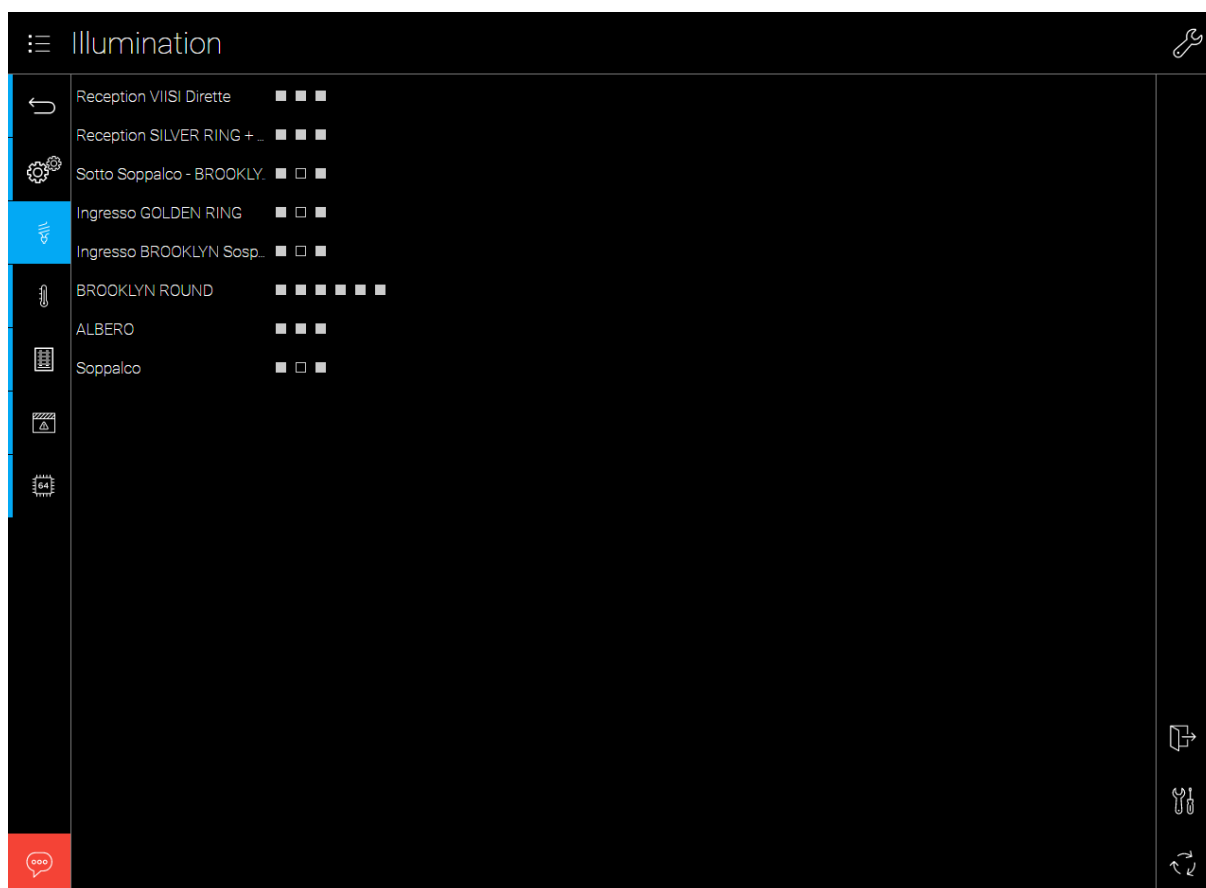 Illumination
Reception VIISI Dirette
Reception SILVER RING + ...
Sotto Soppalco - BROOKLY..
Ingresso GOLDEN RING
Ingresso BROOKLYN Sosp...
BROOKLYN ROUND
ALBERO
Soppalco
64